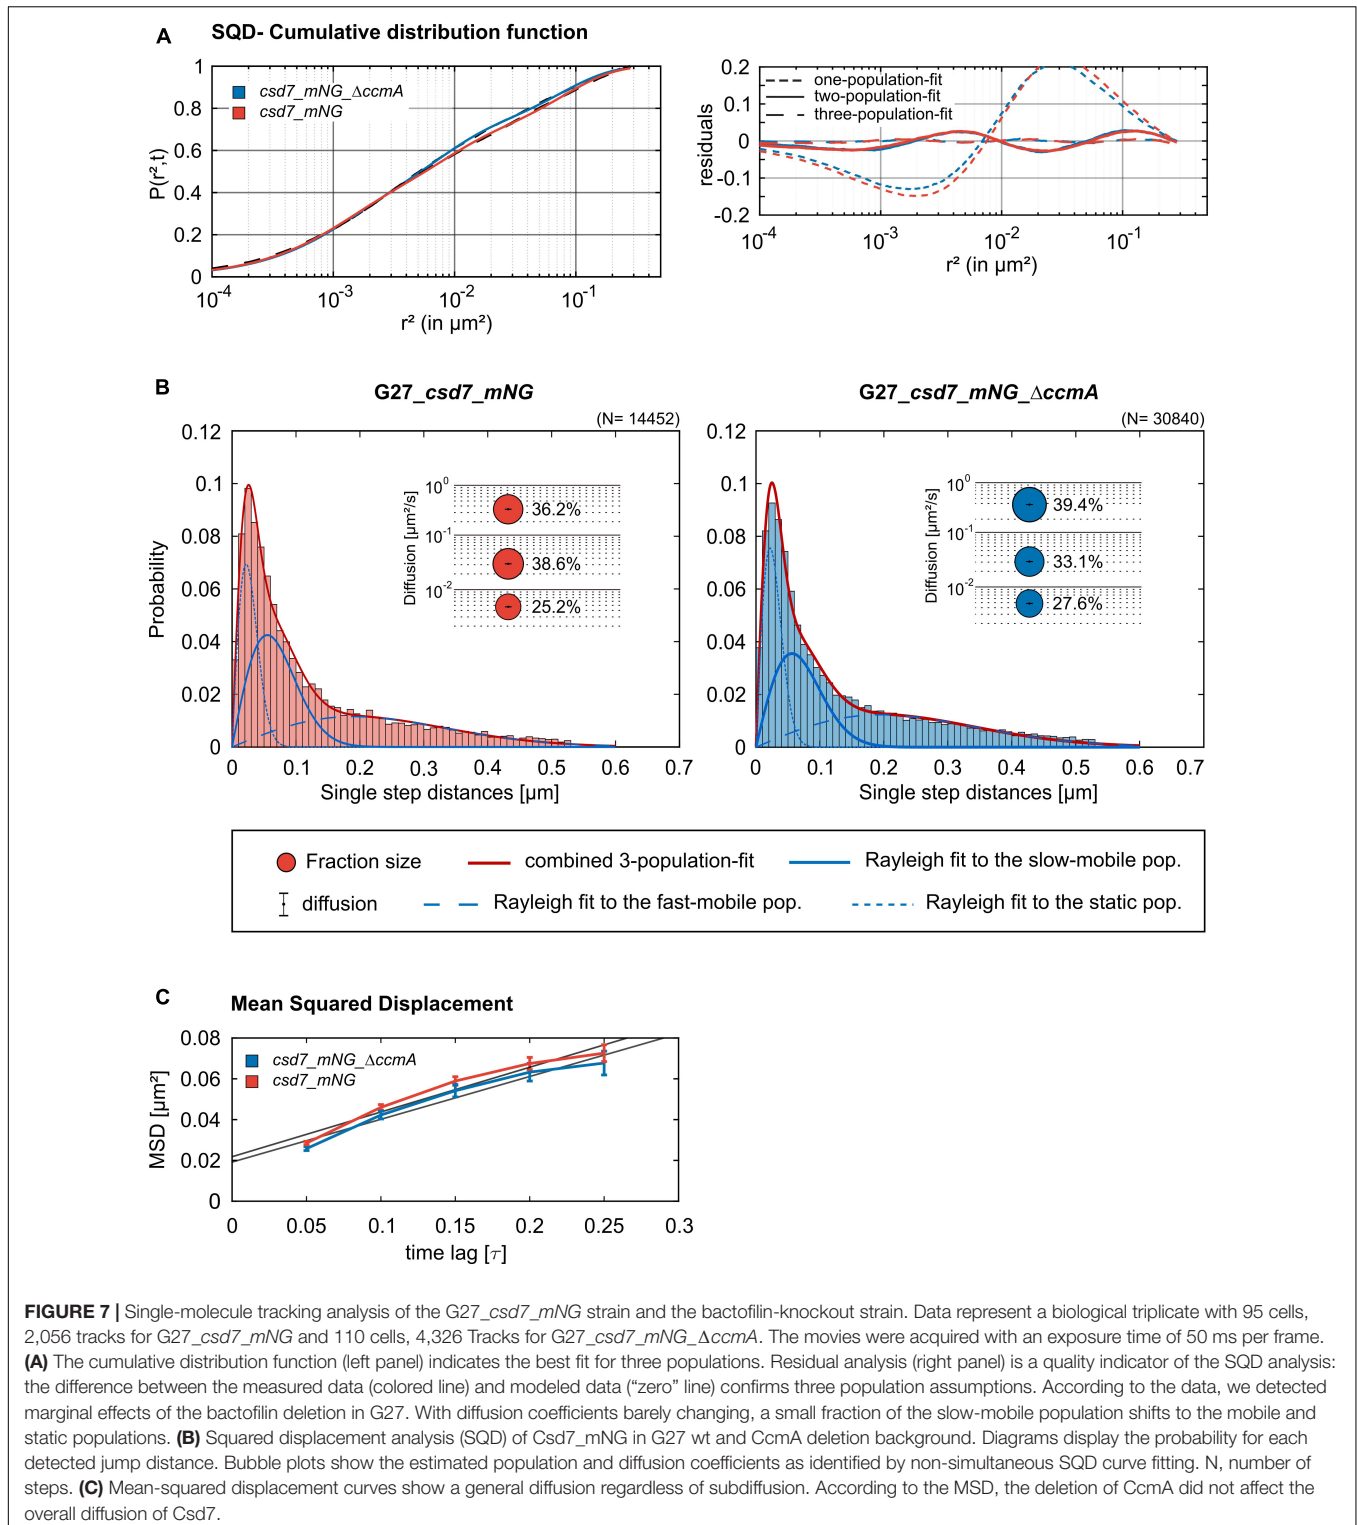 A SQD- Cumulative distribution function
1
0.8
0.6
0.4
0.2
0
P(r²,t)
csd7_mNG_ΔccmA
csd7_mNG
10⁻⁴ 10⁻³ 10⁻² 10⁻¹
r² (in µm²)
0.2
0.1
0
-0.1
-0.2
residuals
one-population-fit
two-population-fit
three-population-fit
10⁻⁴ 10⁻³ 10⁻² 10⁻¹
r² (in µm²)
B
G27_csd7_mNG
(N= 14452)
0.12
0.1
0.08
0.06
0.04
0.02
0
Probability
Diffusion [µm²/s]
10⁰
10⁻¹
10⁻²
36.2%
38.6%
25.2%
0 0.1 0.2 0.3 0.4 0.5 0.6 0.7
Single step distances [µm]
G27_csd7_mNG_ΔccmA
(N= 30840)
0.12
0.1
0.08
0.06
0.04
0.02
0
Diffusion [µm²/s]
10⁰
10⁻¹
10⁻²
39.4%
33.1%
27.6%
0 0.1 0.2 0.3 0.4 0.5 0.6 0.7
Single step distances [µm]
Fraction size combined 3-population-fit Rayleigh fit to the slow-mobile pop.
diffusion Rayleigh fit to the fast-mobile pop. Rayleigh fit to the static pop.
C Mean Squared Displacement
0.08
0.06
0.04
0.02
0
MSD [µm²]
csd7_mNG_ΔccmA
csd7_mNG
0 0.05 0.1 0.15 0.2 0.25 0.3
time lag [τ]
FIGURE 7 | Single-molecule tracking analysis of the G27_csd7_mNG strain and the bactofilin-knockout strain. Data represent a biological triplicate with 95 cells,
2,056 tracks for G27_csd7_mNG and 110 cells, 4,326 Tracks for G27_csd7_mNG_ΔccmA. The movies were acquired with an exposure time of 50 ms per frame.
(A) The cumulative distribution function (left panel) indicates the best fit for three populations. Residual analysis (right panel) is a quality indicator of the SQD analysis:
the difference between the measured data (colored line) and modeled data (“zero” line) confirms three population assumptions. According to the data, we detected
marginal effects of the bactofilin deletion in G27. With diffusion coefficients barely changing, a small fraction of the slow-mobile population shifts to the mobile and
static populations. (B) Squared displacement analysis (SQD) of Csd7_mNG in G27 wt and CcmA deletion background. Diagrams display the probability for each
detected jump distance. Bubble plots show the estimated population and diffusion coefficients as identified by non-simultaneous SQD curve fitting. N, number of
steps. (C) Mean-squared displacement curves show a general diffusion regardless of subdiffusion. According to the MSD, the deletion of CcmA did not affect the
overall diffusion of Csd7.